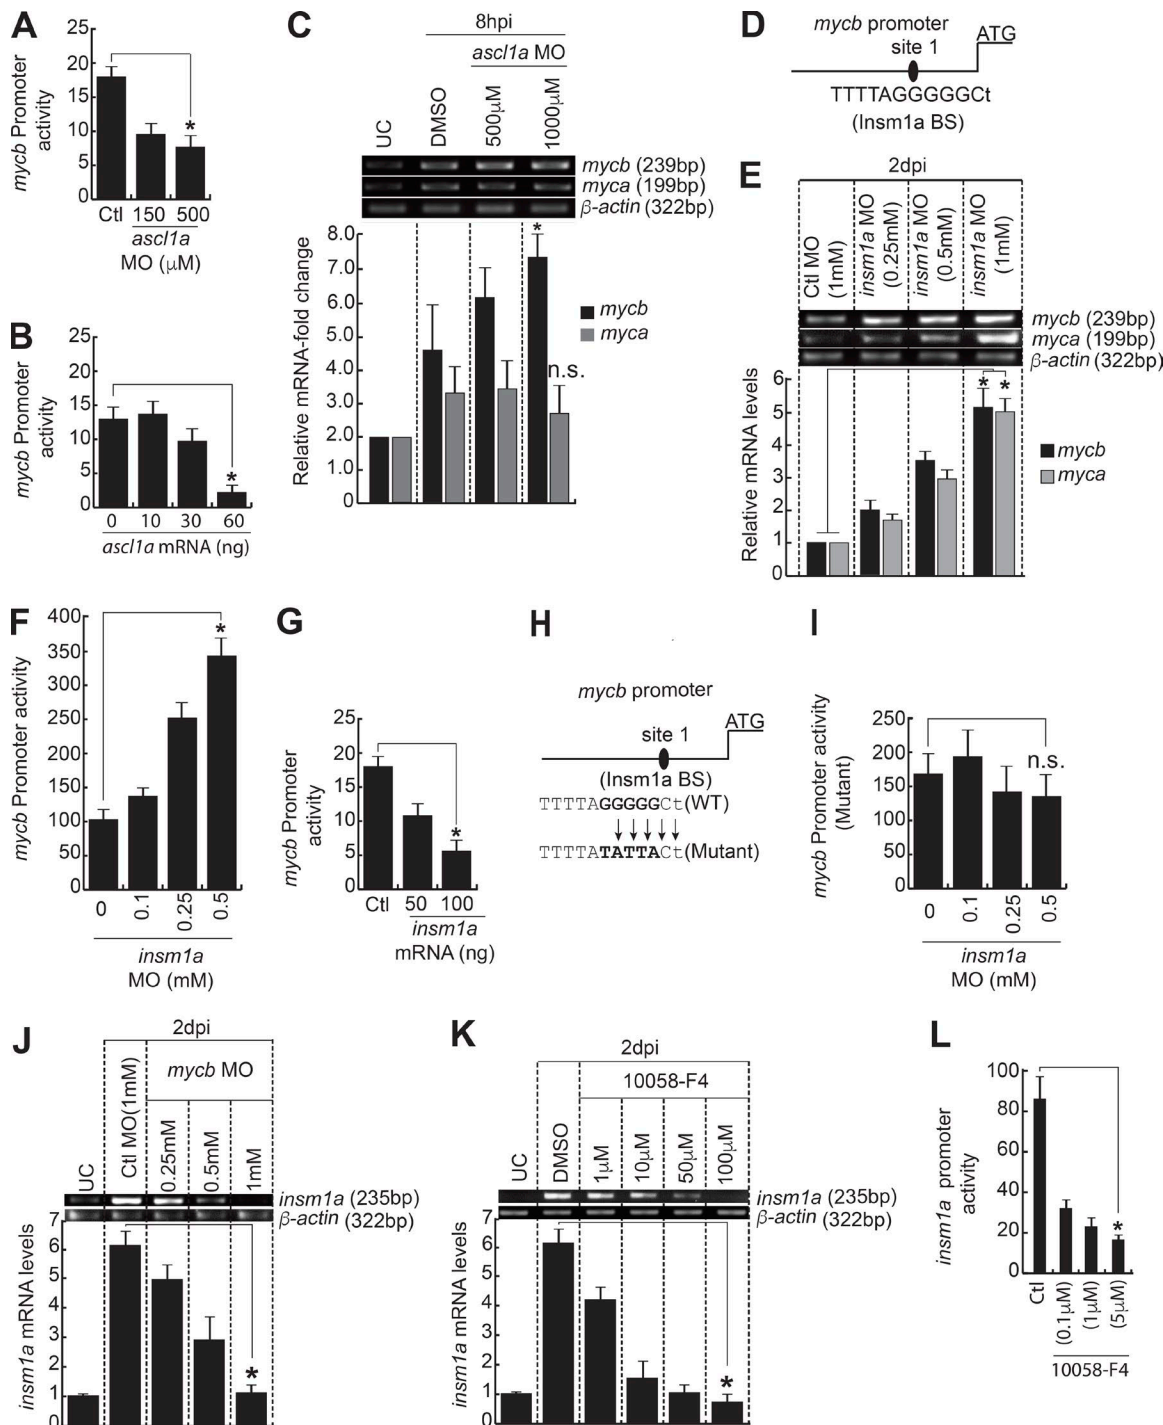 A
mycb Promoter
activity
25
20
15
10
5
0
Ctl 150 500
ascl1a
MO (μM)
*
B
mycb Promoter
activity
25
20
15
10
5
0
0 10 30 60
ascl1a mRNA (ng)
*
C
8hpi
ascl1a MO
UC
DMSO
500μM
1000μM
mycb (239bp)
myca (199bp)
β-actin (322bp)
Relative mRNA-fold change
8.0
7.0
6.0
5.0
4.0
3.0
2.0
1.0
0
*
n.s.
mycb
myca
D
mycb promoter
site 1
ATG
TTTTAGGGGGCt
(Insm1a BS)
E
2dpi
Ctl MO
(1mM)
insm1a MO
(0.25mM)
insm1a MO
(0.5mM)
insm1a MO
(1mM)
mycb (239bp)
myca (199bp)
β-actin (322bp)
Relative mRNA levels
6
5
4
3
2
1
0
* *
mycb
myca
F
mycb Promoter activity
400
350
300
250
200
150
100
50
0
0
0.1
0.25
0.5
insm1a
MO (mM)
*
G
mycb Promoter
activity
25
20
15
10
5
0
Ctl 50 100
insm1a
mRNA (ng)
*
H
mycb promoter
ATG
site 1
(Insm1a BS)
TTTTAGGGGGCt(WT)
TTTTATATTACt(Mutant)
I
mycb Promoter activity
(Mutant)
250
200
150
100
50
0
0
0.1
0.25
0.5
insm1a
MO (mM)
n.s.
J
2dpi
mycb MO
UC
Ctl MO(1mM)
0.25mM
0.5mM
1mM
insm1a (235bp)
β-actin (322bp)
insm1a mRNA levels
7
6
5
4
3
2
1
0
*
K
2dpi
10058-F4
UC
DMSO
1μM
10μM
50μM
100μM
insm1a (235bp)
β-actin (322bp)
insm1a mRNA levels
7
6
5
4
3
2
1
0
*
L
insm1a promoter
activity
100
80
60
40
20
0
Ctl
(0.1μM)
(1μM)
(5μM)
10058-F4
*